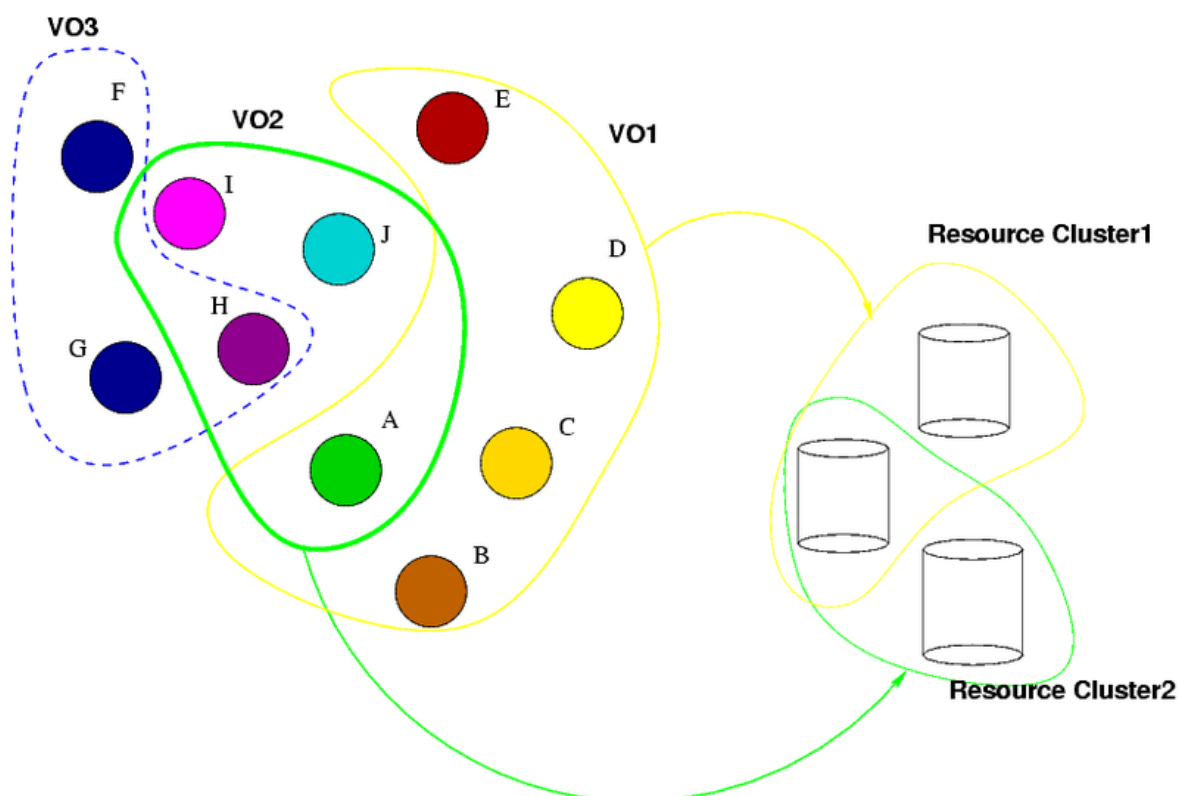 VO3
F
E
VO2
VO1
I
J
D
Resource Cluster1
H
G
A
C
B
Resource Cluster2